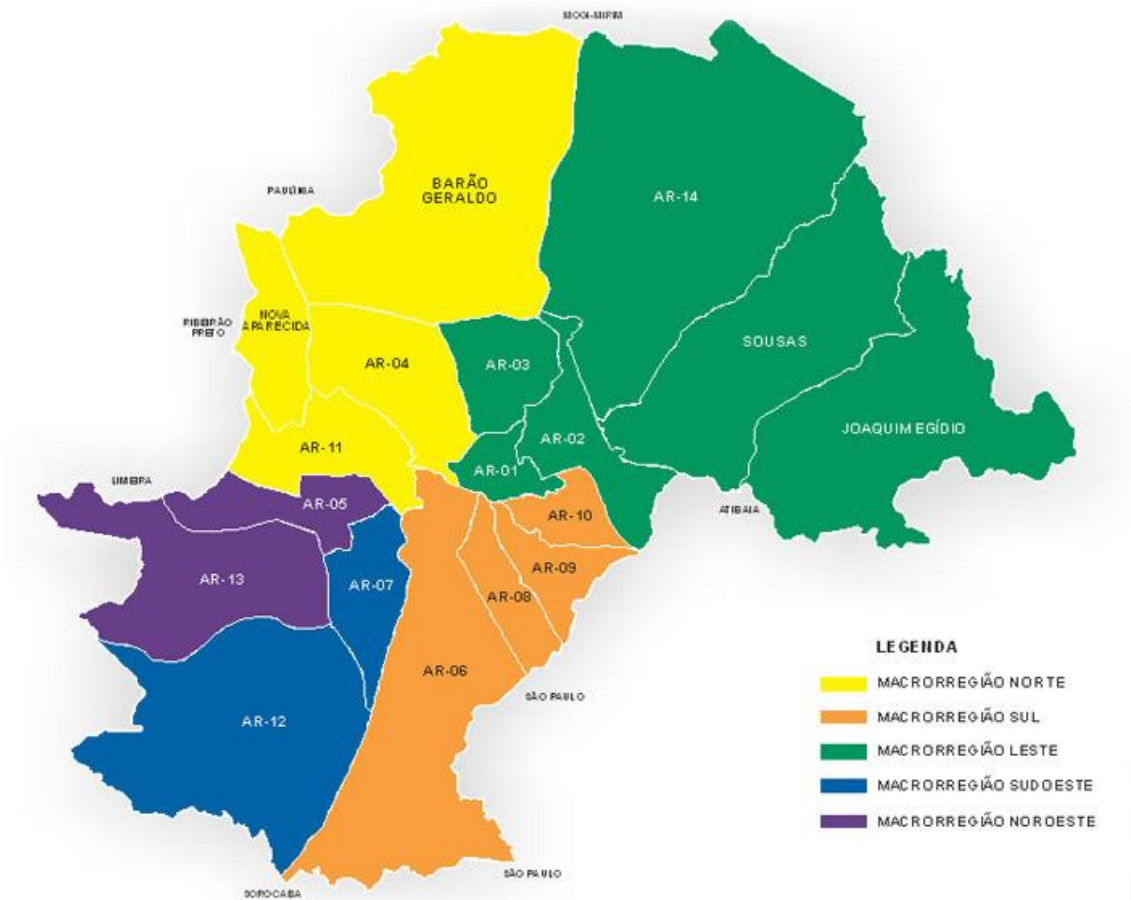 MOGI-MIRIM
PAULÍNIA
BARÃO
GERALDO
AR-14
RIBEIRÃO
PRETO
NOVA
APARECIDA
AR-04
AR-03
SOUSAS
AR-11
AR-01
AR-02
JOAQUIM EGÍDIO
LIMEIRA
AR-05
AR-10
ATIBAIA
AR-13
AR-07
AR-09
AR-08
AR-06
AR-12
SÃO PAULO
SÃO PAULO
SOROCABA
LEGENDA
MACRORREGIÃO NORTE
MACRORREGIÃO SUL
MACRORREGIÃO LESTE
MACRORREGIÃO SUDOESTE
MACRORREGIÃO NOROESTE